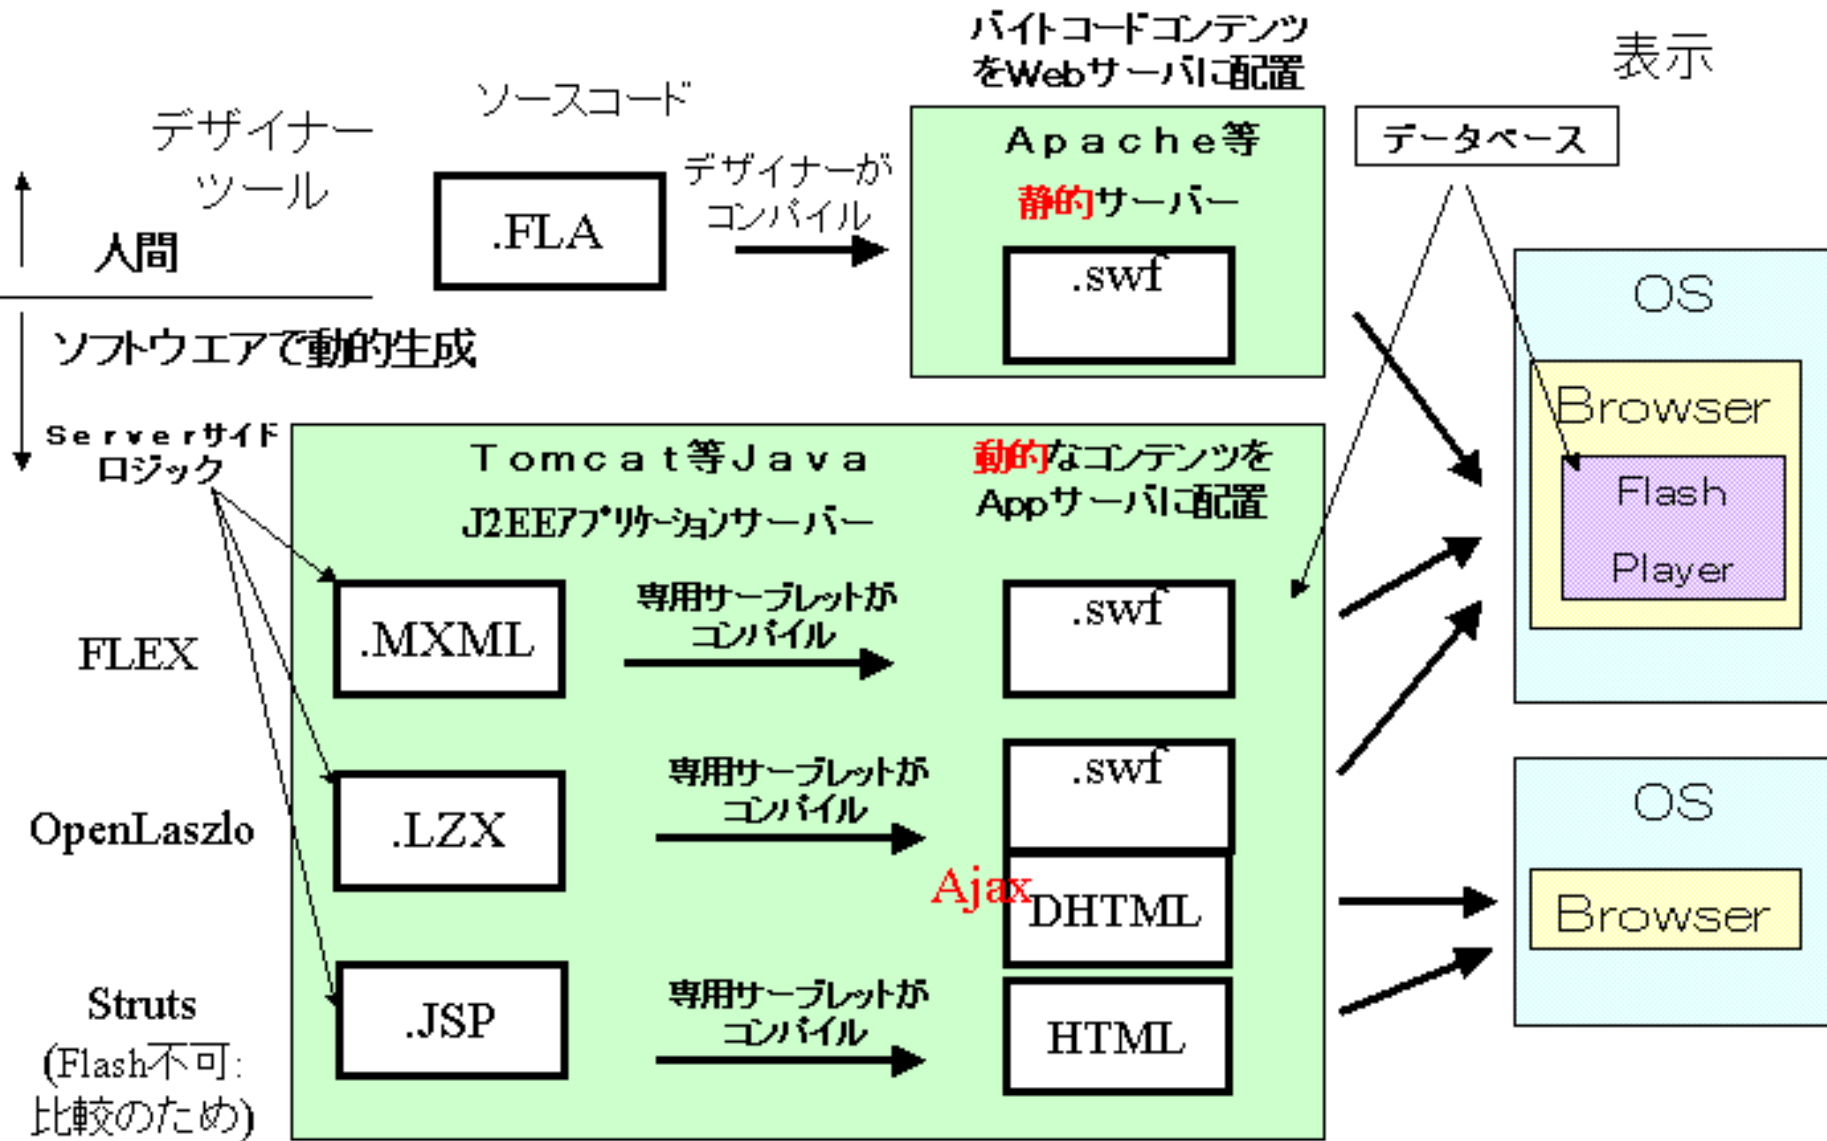 バイトコードコンテンツ
をWebサーバに配置
表示
ソースコード
デザイナー
ツール
デザイナーが
コンパイル
Ａｐａｃｈｅ等
静的サーバー
データベース
.FLA
.swf
人間
ソフトウエアで動的生成
OS
Browser
Flash
Player
Ｓｅｒｖｅｒサイド
ロジック
Ｔｏｍｃａｔ等Ｊａｖａ
J2EEｱﾌﾟﾘｹｰｼｮﾝサーバー
動的なコンテンツを
Appサーバに配置
FLEX
.MXML
専用サーブレットが
コンパイル
.swf
OpenLaszlo
.LZX
専用サーブレットが
コンパイル
.swf
Ajax
DHTML
OS
Browser
Struts
(Flash不可:
比較のため)
.JSP
専用サーブレットが
コンパイル
HTML